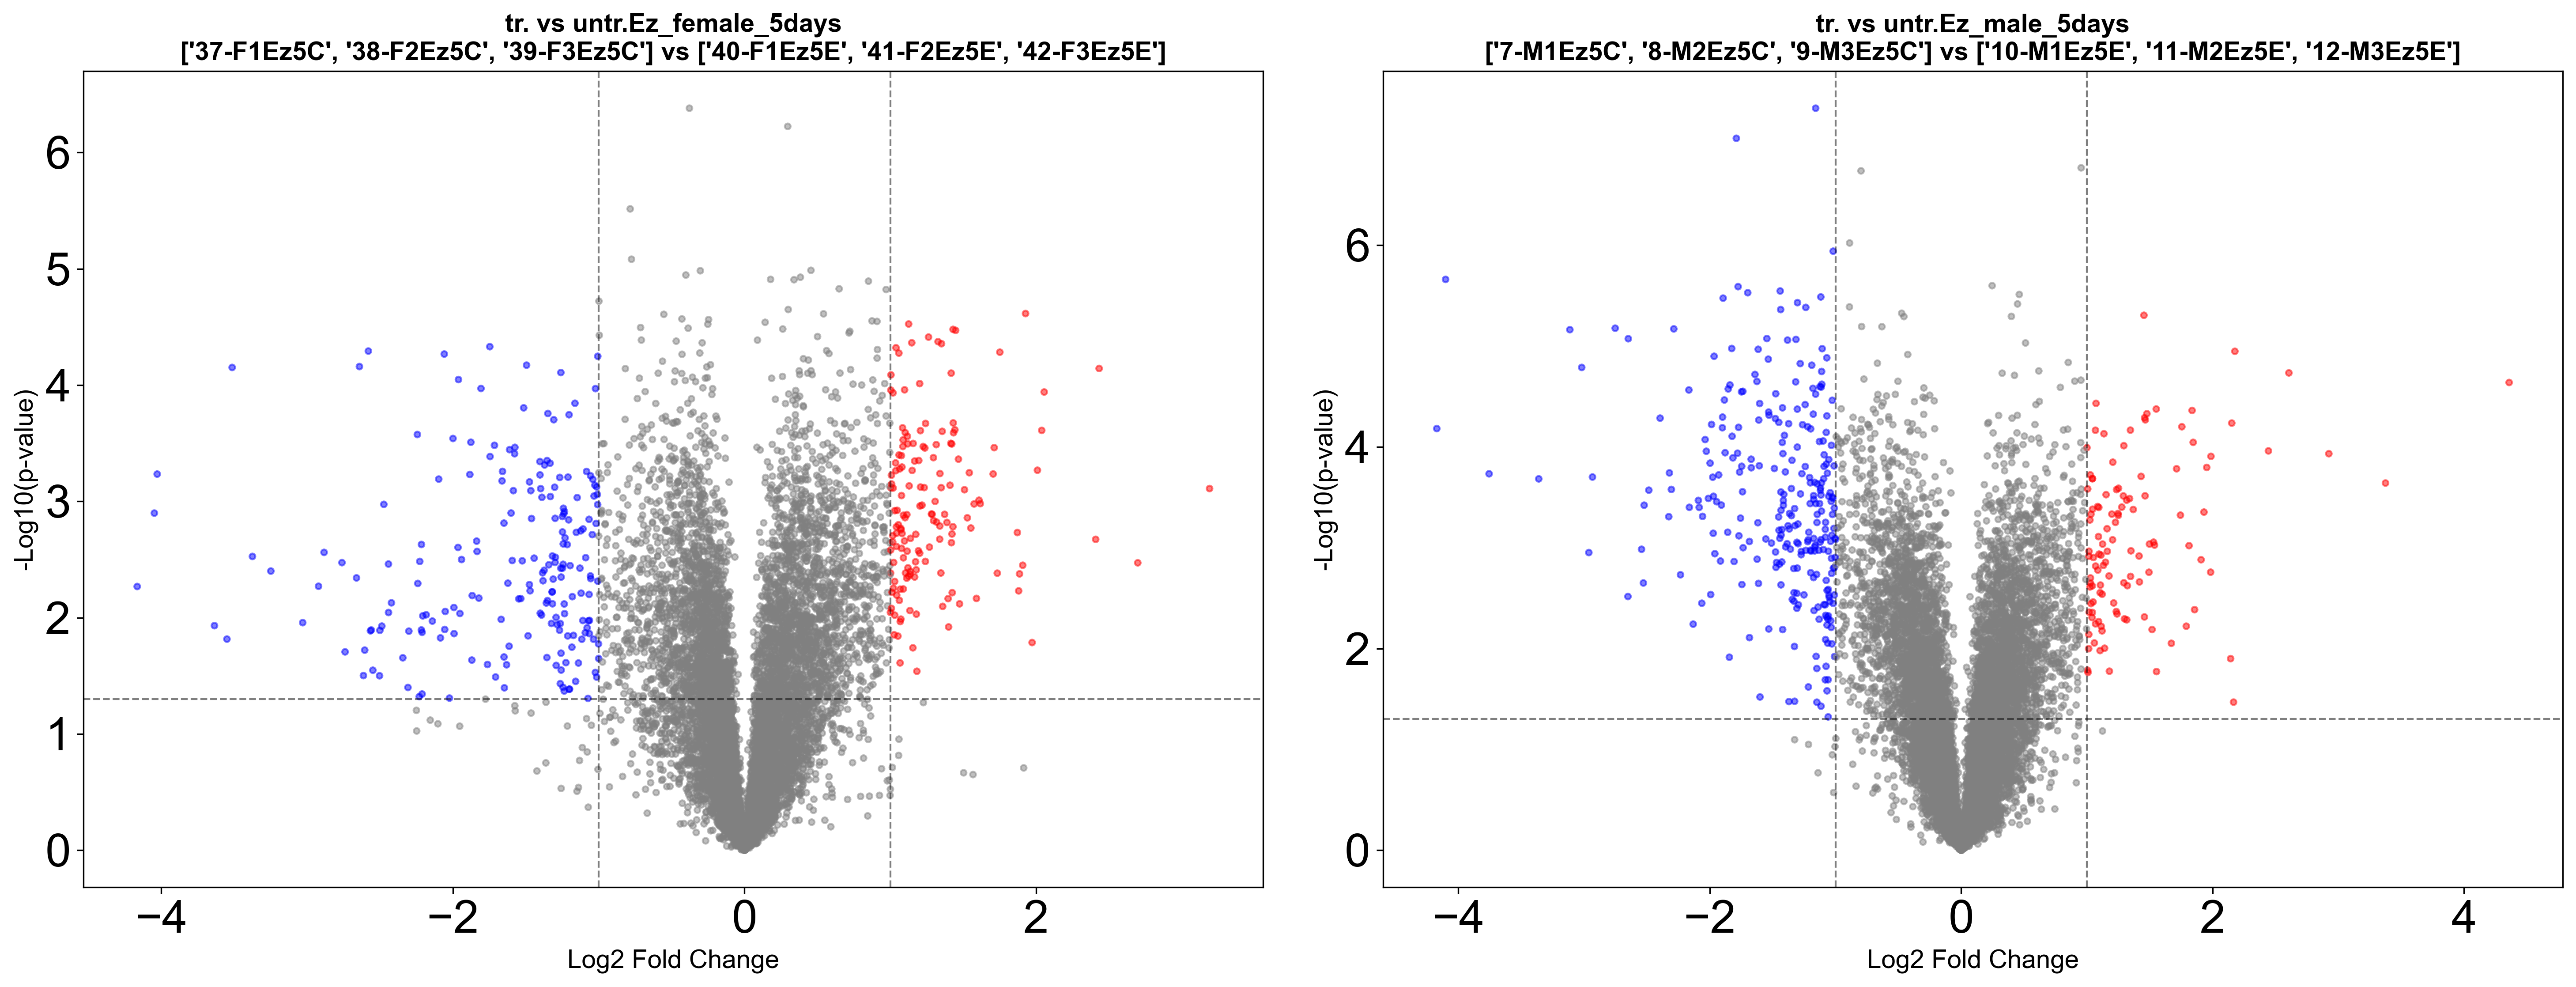 tr. vs untr.Ez_female_5days
['37-F1Ez5C', '38-F2Ez5C', '39-F3Ez5C'] vs ['40-F1Ez5E', '41-F2Ez5E', '42-F3Ez5E']
-Log10(p-value)
6
5
4
3
2
1
0
−4 −2 0 2
Log2 Fold Change
tr. vs untr.Ez_male_5days
['7-M1Ez5C', '8-M2Ez5C', '9-M3Ez5C'] vs ['10-M1Ez5E', '11-M2Ez5E', '12-M3Ez5E']
-Log10(p-value)
6
4
2
0
−4 −2 0 2 4
Log2 Fold Change